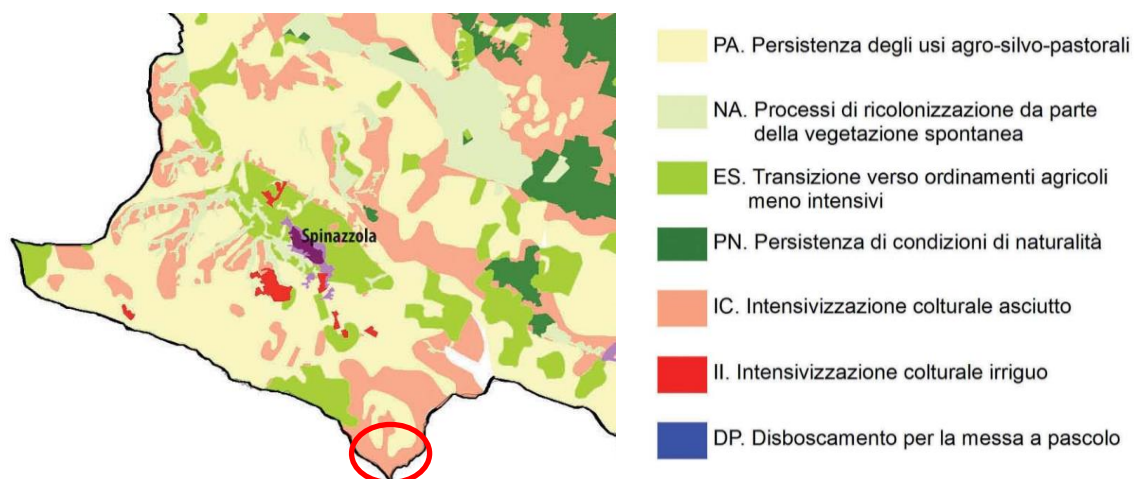 Spinazzola
PA. Persistenza degli usi agro-silvo-pastorali
NA. Processi di ricolonizzazione da parte
della vegetazione spontanea
ES. Transizione verso ordinamenti agricoli
meno intensivi
PN. Persistenza di condizioni di naturalità
IC. Intensivizzazione colturale asciutto
II. Intensivizzazione colturale irriguo
DP. Disboscamento per la messa a pascolo